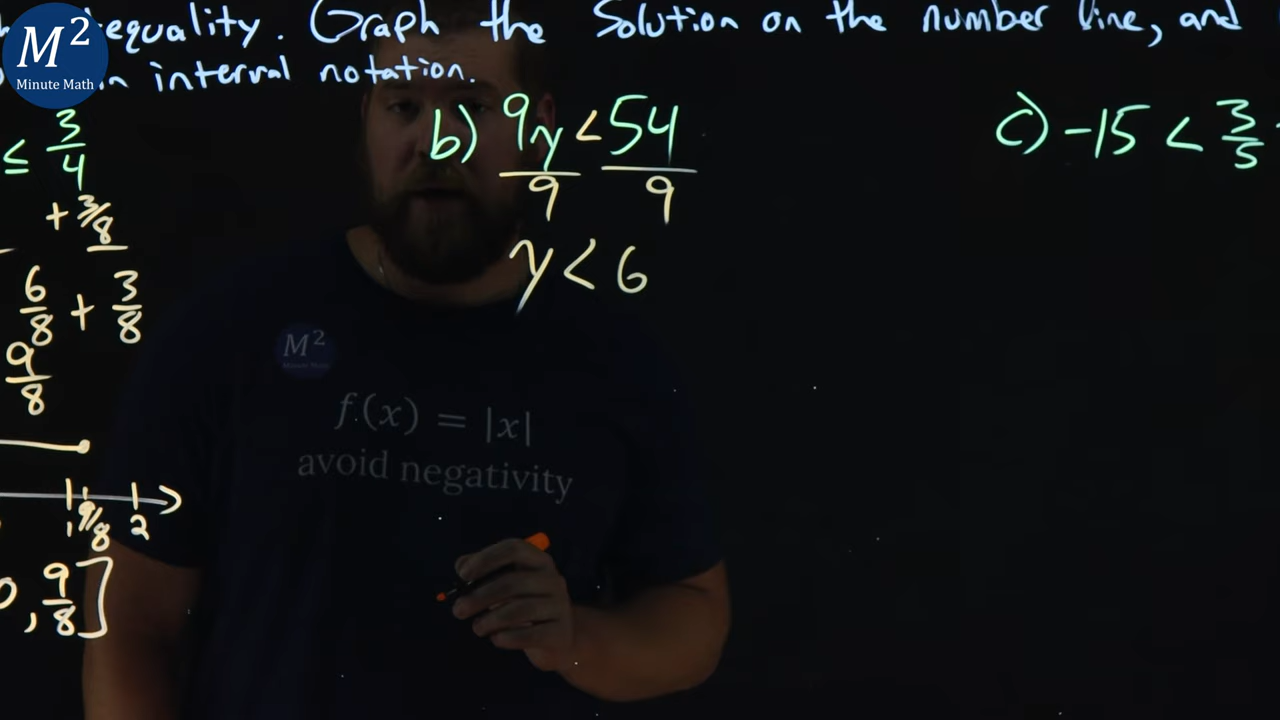 equality. Graph the Solution on the number line, and
in interval notation.
M²
Minute Math
≤ 3/4
+ 3/8
6/8 + 3/8
9/8
1 9/8 2
, 9/8]
b) 9y < 54
9 9
y < 6
c) -15 < 3/5
M²
Minute Math
f(x) = |x|
avoid negativity